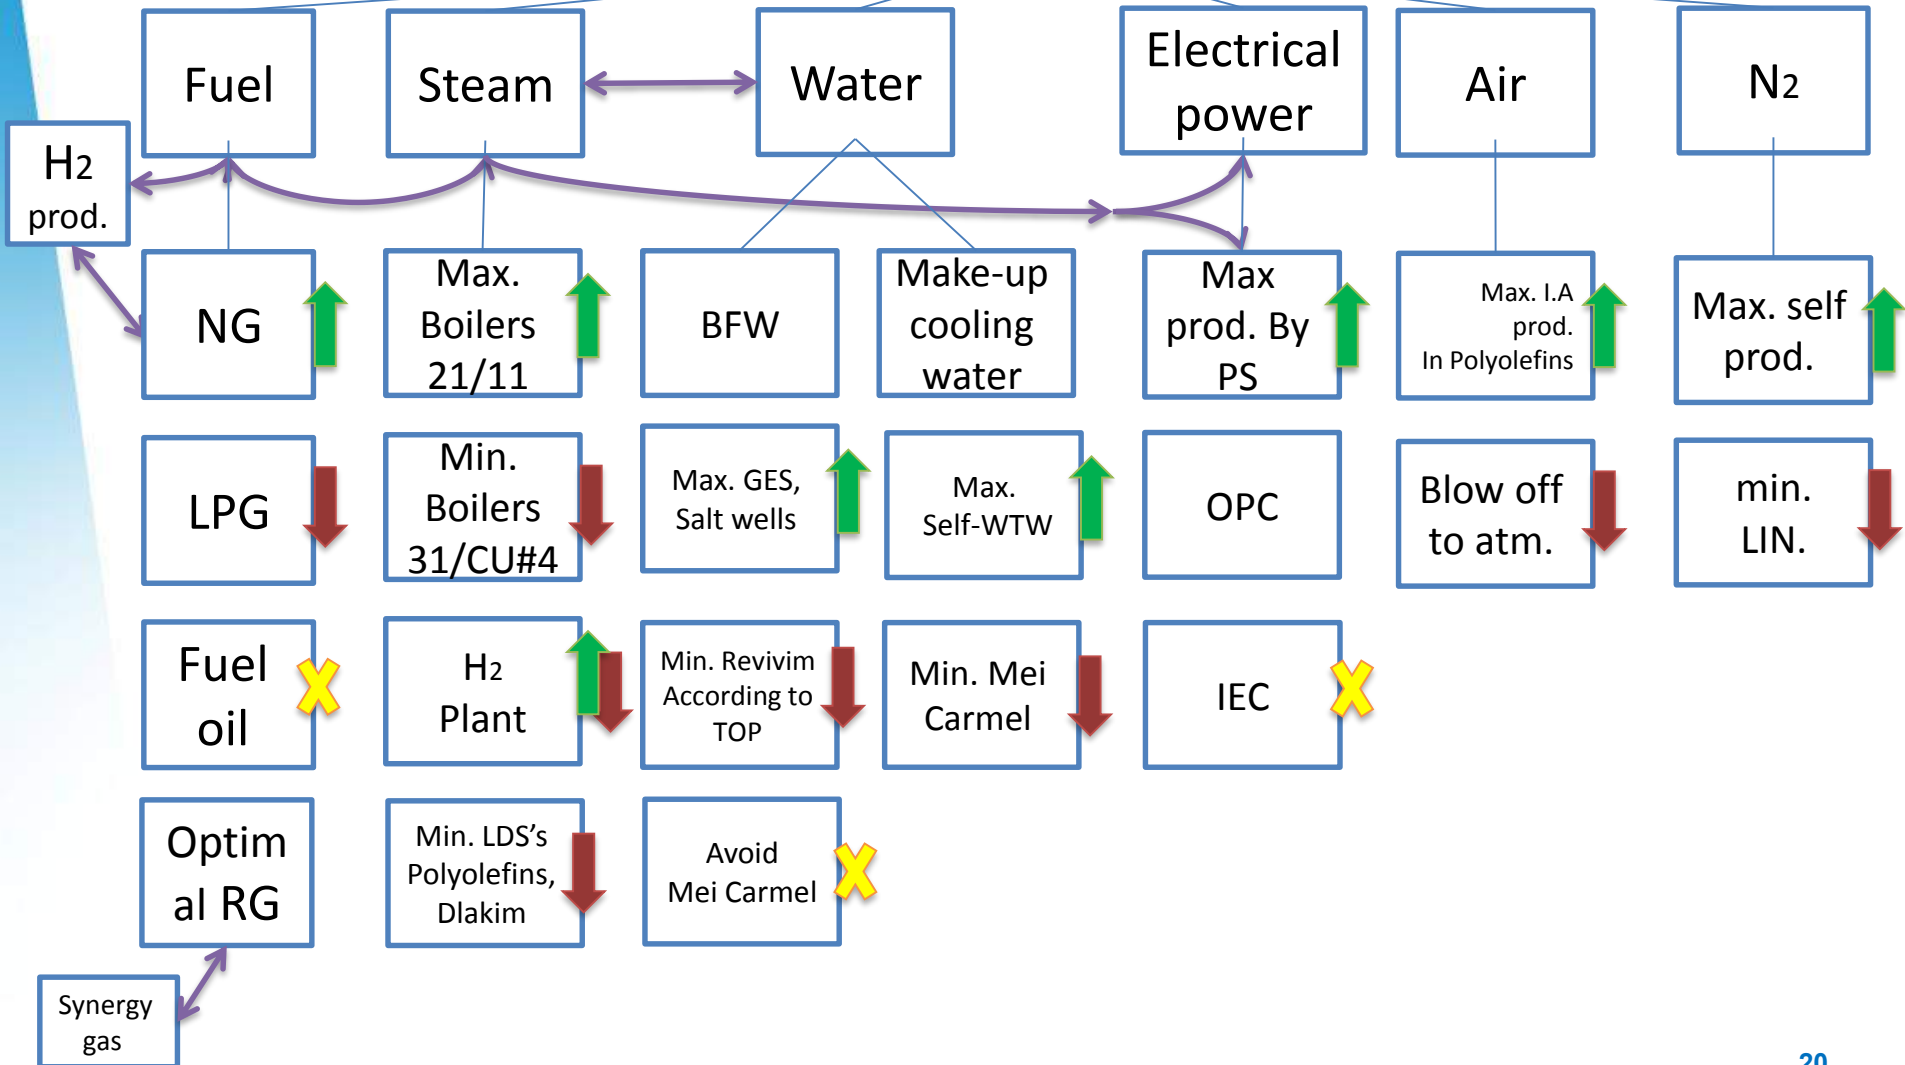 Fuel
Steam
Water
Electrical
power
Air
N2
H2
prod.
NG
Max.
Boilers
21/11
BFW
Make-up
cooling
water
Max
prod. By
PS
Max. I.A
prod.
In Polyolefins
Max. self
prod.
LPG
Min.
Boilers
31/CU#4
Max. GES,
Salt wells
Max.
Self-WTW
OPC
Blow off
to atm.
min.
LIN.
Fuel
oil
H2
Plant
Min. Revivim
According to
TOP
Min. Mei
Carmel
IEC
Optim
al RG
Min. LDS’s
Polyolefins,
Dlakim
Avoid
Mei Carmel
Synergy
gas
20